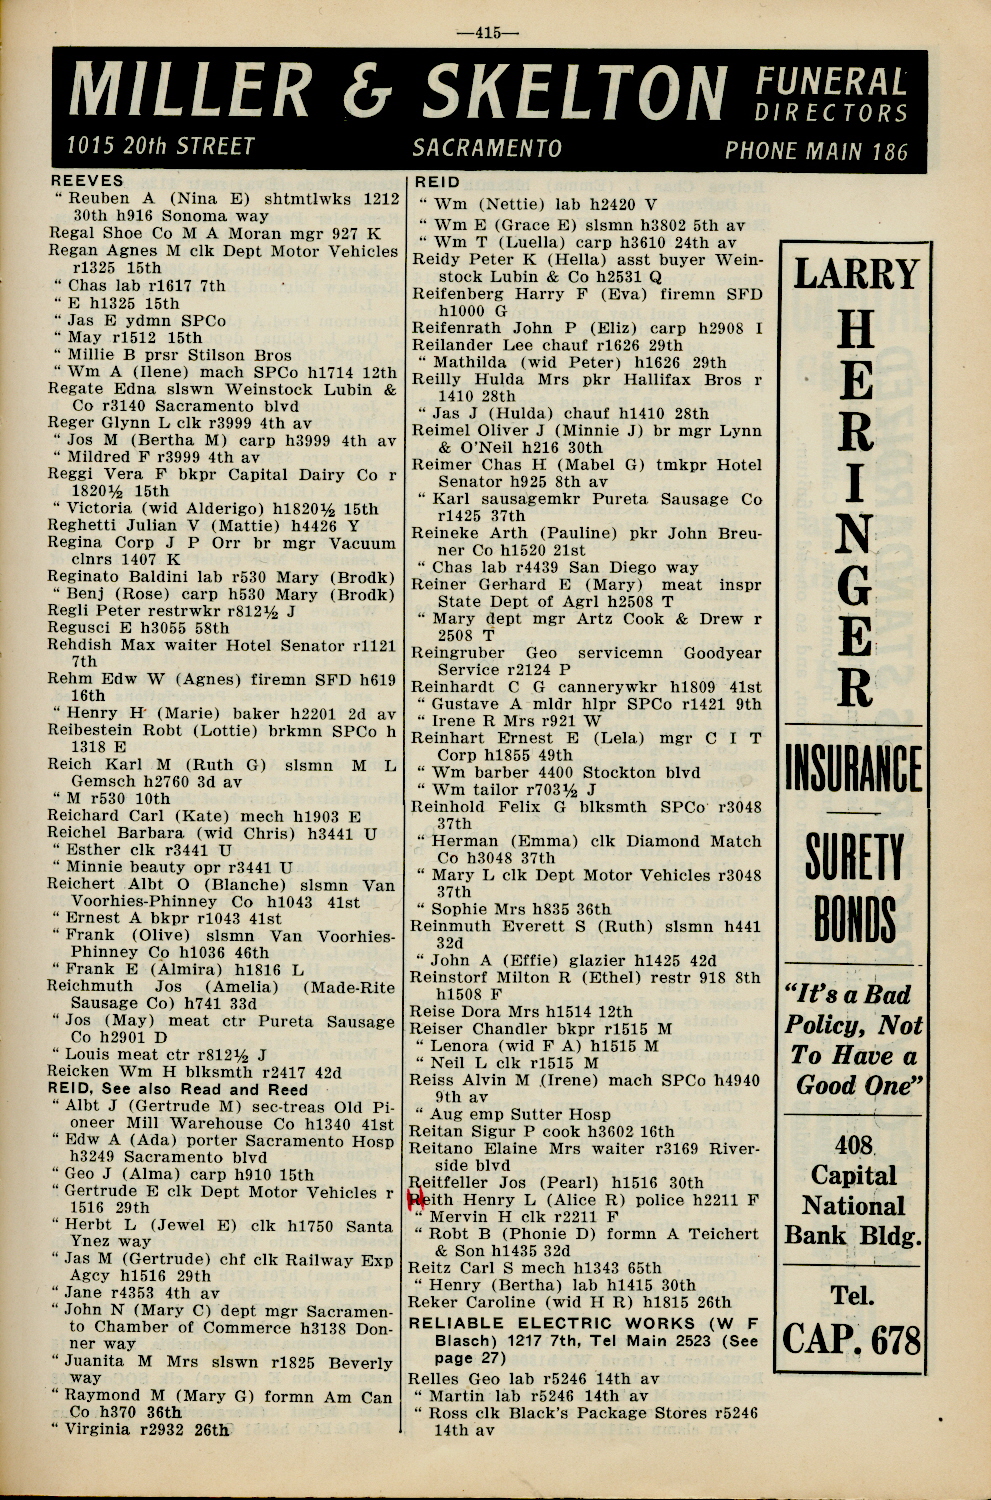 —415—
MILLER & SKELTON FUNERAL
DIRECTORS
1015 20th STREET SACRAMENTO PHONE MAIN 186
REEVES
" Reuben A (Nina E) shtmtlwks 1212
30th h916 Sonoma way
Regal Shoe Co M A Moran mgr 927 K
Regan Agnes M clk Dept Motor Vehicles
r1325 15th
" Chas lab r1617 7th
" E h1325 15th
" Jas E ydmn SPCo
" May r1512 15th
" Millie B prsr Stilson Bros
" Wm A (Ilene) mach SPCo h1714 12th
Regate Edna slswn Weinstock Lubin &
Co r3140 Sacramento blvd
Reger Glynn L clk r3999 4th av
" Jos M (Bertha M) carp h3999 4th av
" Mildred F r3999 4th av
Reggi Vera F bkpr Capital Dairy Co r
1820½ 15th
" Victoria (wid Alderigo) h1820½ 15th
Reghetti Julian V (Mattie) h4426 Y
Regina Corp J P Orr br mgr Vacuum
clnrs 1407 K
Reginato Baldini lab r530 Mary (Brodk)
" Benj (Rose) carp h530 Mary (Brodk)
Regli Peter restrwkr r812½ J
Regusci E h3055 58th
Rehdish Max waiter Hotel Senator r1121
7th
Rehm Edw W (Agnes) firemn SFD h619
16th
" Henry H (Marie) baker h2201 2d av
Reibestein Robt (Lottie) brkmn SPCo h
1318 E
Reich Karl M (Ruth G) slsmn M L
Gemsch h2760 3d av
" M r530 10th
Reichard Carl (Kate) mech h1903 E
Reichel Barbara (wid Chris) h3441 U
" Esther clk r3441 U
" Minnie beauty opr r3441 U
Reichert Albt O (Blanche) slsmn Van
Voorhies-Phinney Co h1043 41st
" Ernest A bkpr r1043 41st
" Frank (Olive) slsmn Van Voorhies-
Phinney Co h1036 46th
" Frank E (Almira) h1816 L
Reichmuth Jos (Amelia) (Made-Rite
Sausage Co) h741 33d
" Jos (May) meat ctr Pureta Sausage
Co h2901 D
" Louis meat ctr r812½ J
Reicken Wm H blksmth r2417 42d
REID, See also Read and Reed
" Albt J (Gertrude M) sec-treas Old Pi-
oneer Mill Warehouse Co h1340 41st
" Edw A (Ada) porter Sacramento Hosp
h3249 Sacramento blvd
" Geo J (Alma) carp h910 15th
" Gertrude E clk Dept Motor Vehicles r
1516 29th
" Herbt L (Jewel E) clk h1750 Santa
Ynez way
" Jas M (Gertrude) chf clk Railway Exp
Agcy h1516 29th
" Jane r4353 4th av
" John N (Mary C) dept mgr Sacramen-
to Chamber of Commerce h3138 Don-
ner way
" Juanita M Mrs slswn r1825 Beverly
way
" Raymond M (Mary G) formn Am Can
Co h370 36th
" Virginia r2932 26th
REID
" Wm (Nettie) lab h2420 V
" Wm E (Grace E) slsmn h3802 5th av
" Wm T (Luella) carp h3610 24th av
Reidy Peter K (Hella) asst buyer Wein-
stock Lubin & Co h2531 Q
Reifenberg Harry F (Eva) firemn SFD
h1000 G
Reifenrath John P (Eliz) carp h2908 I
Reilander Lee chauf r1626 29th
" Mathilda (wid Peter) h1626 29th
Reilly Hulda Mrs pkr Hallifax Bros r
1410 28th
" Jas J (Hulda) chauf h1410 28th
Reimel Oliver J (Minnie J) br mgr Lynn
& O'Neil h216 30th
Reimer Chas H (Mabel G) tmkpr Hotel
Senator h925 8th av
" Karl sausagemkr Pureta Sausage Co
r1425 37th
Reineke Arth (Pauline) pkr John Breu-
ner Co h1520 21st
" Chas lab r4439 San Diego way
Reiner Gerhard E (Mary) meat inspr
State Dept of Agrl h2508 T
" Mary dept mgr Artz Cook & Drew r
2508 T
Reingruber Geo servicemn Goodyear
Service r2124 P
Reinhardt C G cannerywkr h1809 41st
" Gustave A mldr hlpr SPCo r1421 9th
" Irene R Mrs r921 W
Reinhart Ernest E (Lela) mgr C I T
Corp h1855 49th
" Wm barber 4400 Stockton blvd
" Wm tailor r703½ J
Reinhold Felix G blksmth SPCo r3048
37th
" Herman (Emma) clk Diamond Match
Co h3048 37th
" Mary L clk Dept Motor Vehicles r3048
37th
" Sophie Mrs h835 36th
Reinmuth Everett S (Ruth) slsmn h441
32d
" John A (Effie) glazier h1425 42d
Reinstorf Milton R (Ethel) restr 918 8th
h1508 F
Reise Dora Mrs h1514 12th
Reiser Chandler bkpr r1515 M
" Lenora (wid F A) h1515 M
" Neil L clk r1515 M
Reiss Alvin M (Irene) mach SPCo h4940
9th av
" Aug emp Sutter Hosp
Reitan Sigur P cook h3602 16th
Reitano Elaine Mrs waiter r3169 River-
side blvd
Reitfeller Jos (Pearl) h1516 30th
Reith Henry L (Alice R) police h2211 F
" Mervin H clk r2211 F
" Robt B (Phonie D) formn A Teichert
& Son h1435 32d
Reitz Carl S mech h1343 65th
" Henry (Bertha) lab h1415 30th
Reker Caroline (wid H R) h1815 26th
RELIABLE ELECTRIC WORKS (W F
Blasch) 1217 7th, Tel Main 2523 (See
page 27)
Relles Geo lab r5246 14th av
" Martin lab r5246 14th av
" Ross clk Black's Package Stores r5246
14th av
LARRY
H
E
R
I
N
G
E
R
INSURANCE
SURETY
BONDS
"It's a Bad
Policy, Not
To Have a
Good One"
408
Capital
National
Bank Bldg.
Tel.
CAP. 678